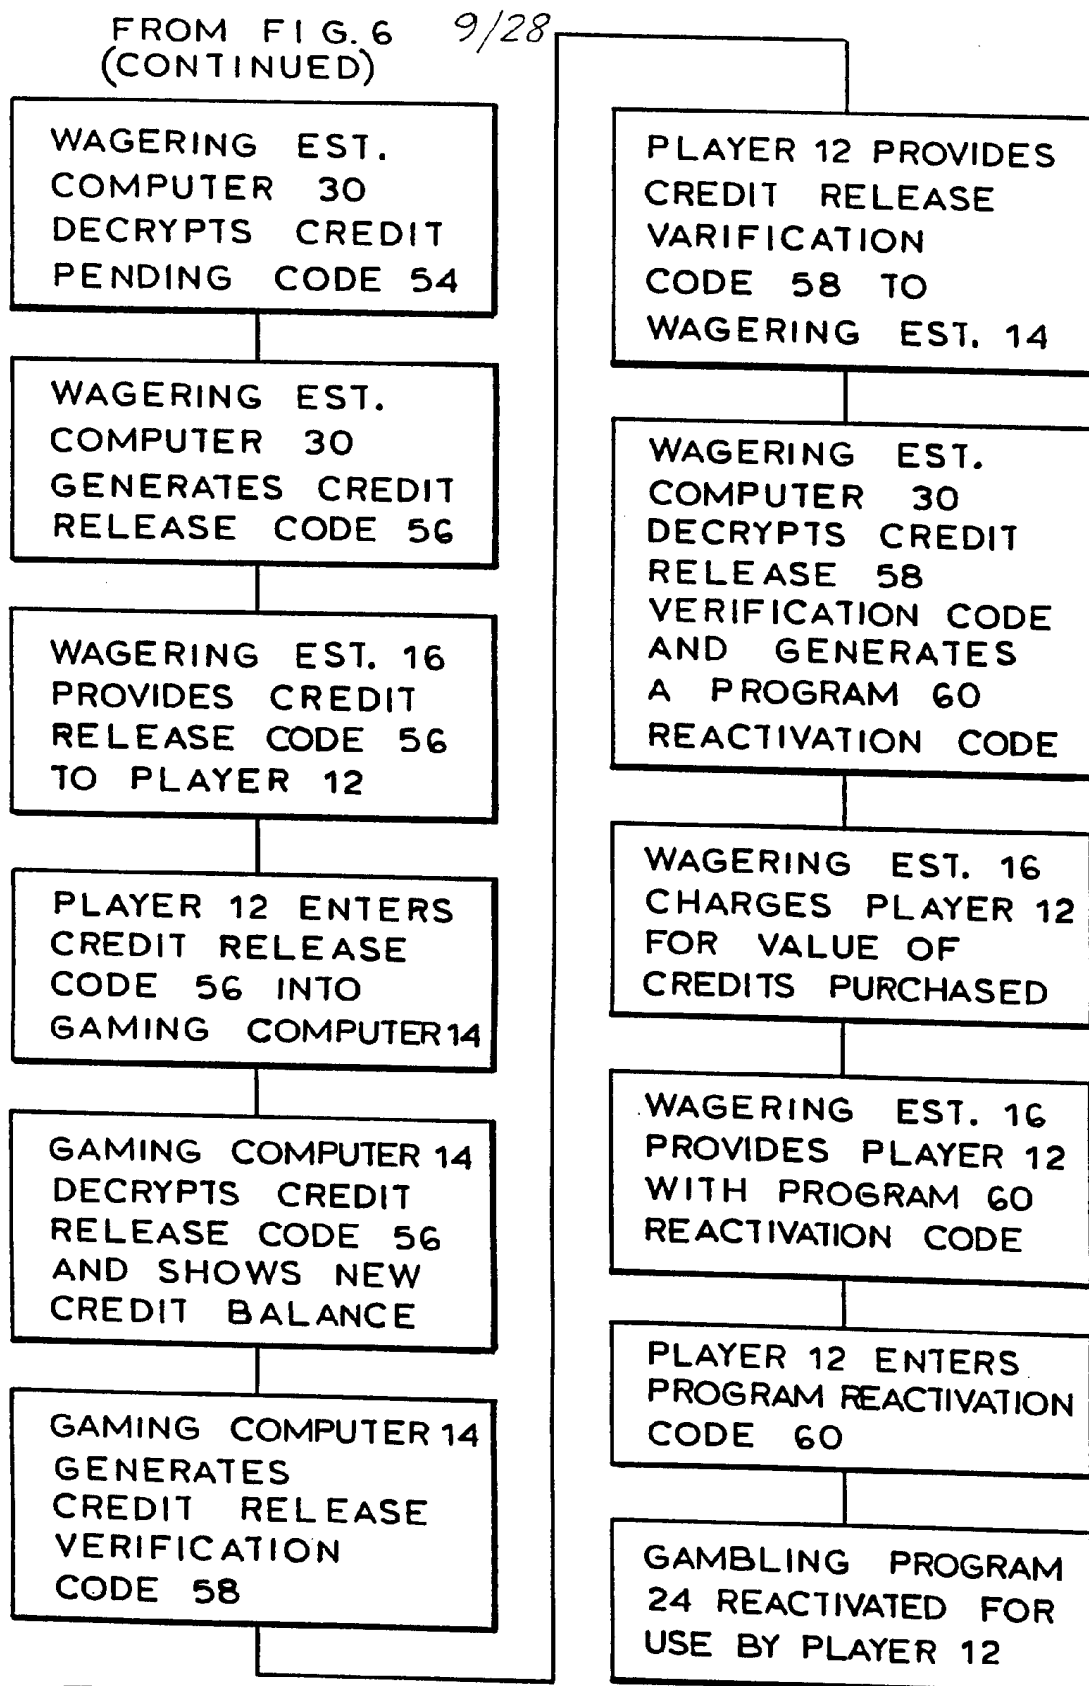 FROM FIG. 6
(CONTINUED)
9/28
WAGERING EST.
COMPUTER 30
DECRYPTS CREDIT
PENDING CODE 54
WAGERING EST.
COMPUTER 30
GENERATES CREDIT
RELEASE CODE 56
WAGERING EST. 16
PROVIDES CREDIT
RELEASE CODE 56
TO PLAYER 12
PLAYER 12 ENTERS
CREDIT RELEASE
CODE 56 INTO
GAMING COMPUTER 14
GAMING COMPUTER 14
DECRYPTS CREDIT
RELEASE CODE 56
AND SHOWS NEW
CREDIT BALANCE
GAMING COMPUTER 14
GENERATES
CREDIT RELEASE
VERIFICATION
CODE 58
PLAYER 12 PROVIDES
CREDIT RELEASE
VARIFICATION
CODE 58 TO
WAGERING EST. 14
WAGERING EST.
COMPUTER 30
DECRYPTS CREDIT
RELEASE 58
VERIFICATION CODE
AND GENERATES
A PROGRAM 60
REACTIVATION CODE
WAGERING EST. 16
CHARGES PLAYER 12
FOR VALUE OF
CREDITS PURCHASED
WAGERING EST. 16
PROVIDES PLAYER 12
WITH PROGRAM 60
REACTIVATION CODE
PLAYER 12 ENTERS
PROGRAM REACTIVATION
CODE 60
GAMBLING PROGRAM
24 REACTIVATED FOR
USE BY PLAYER 12